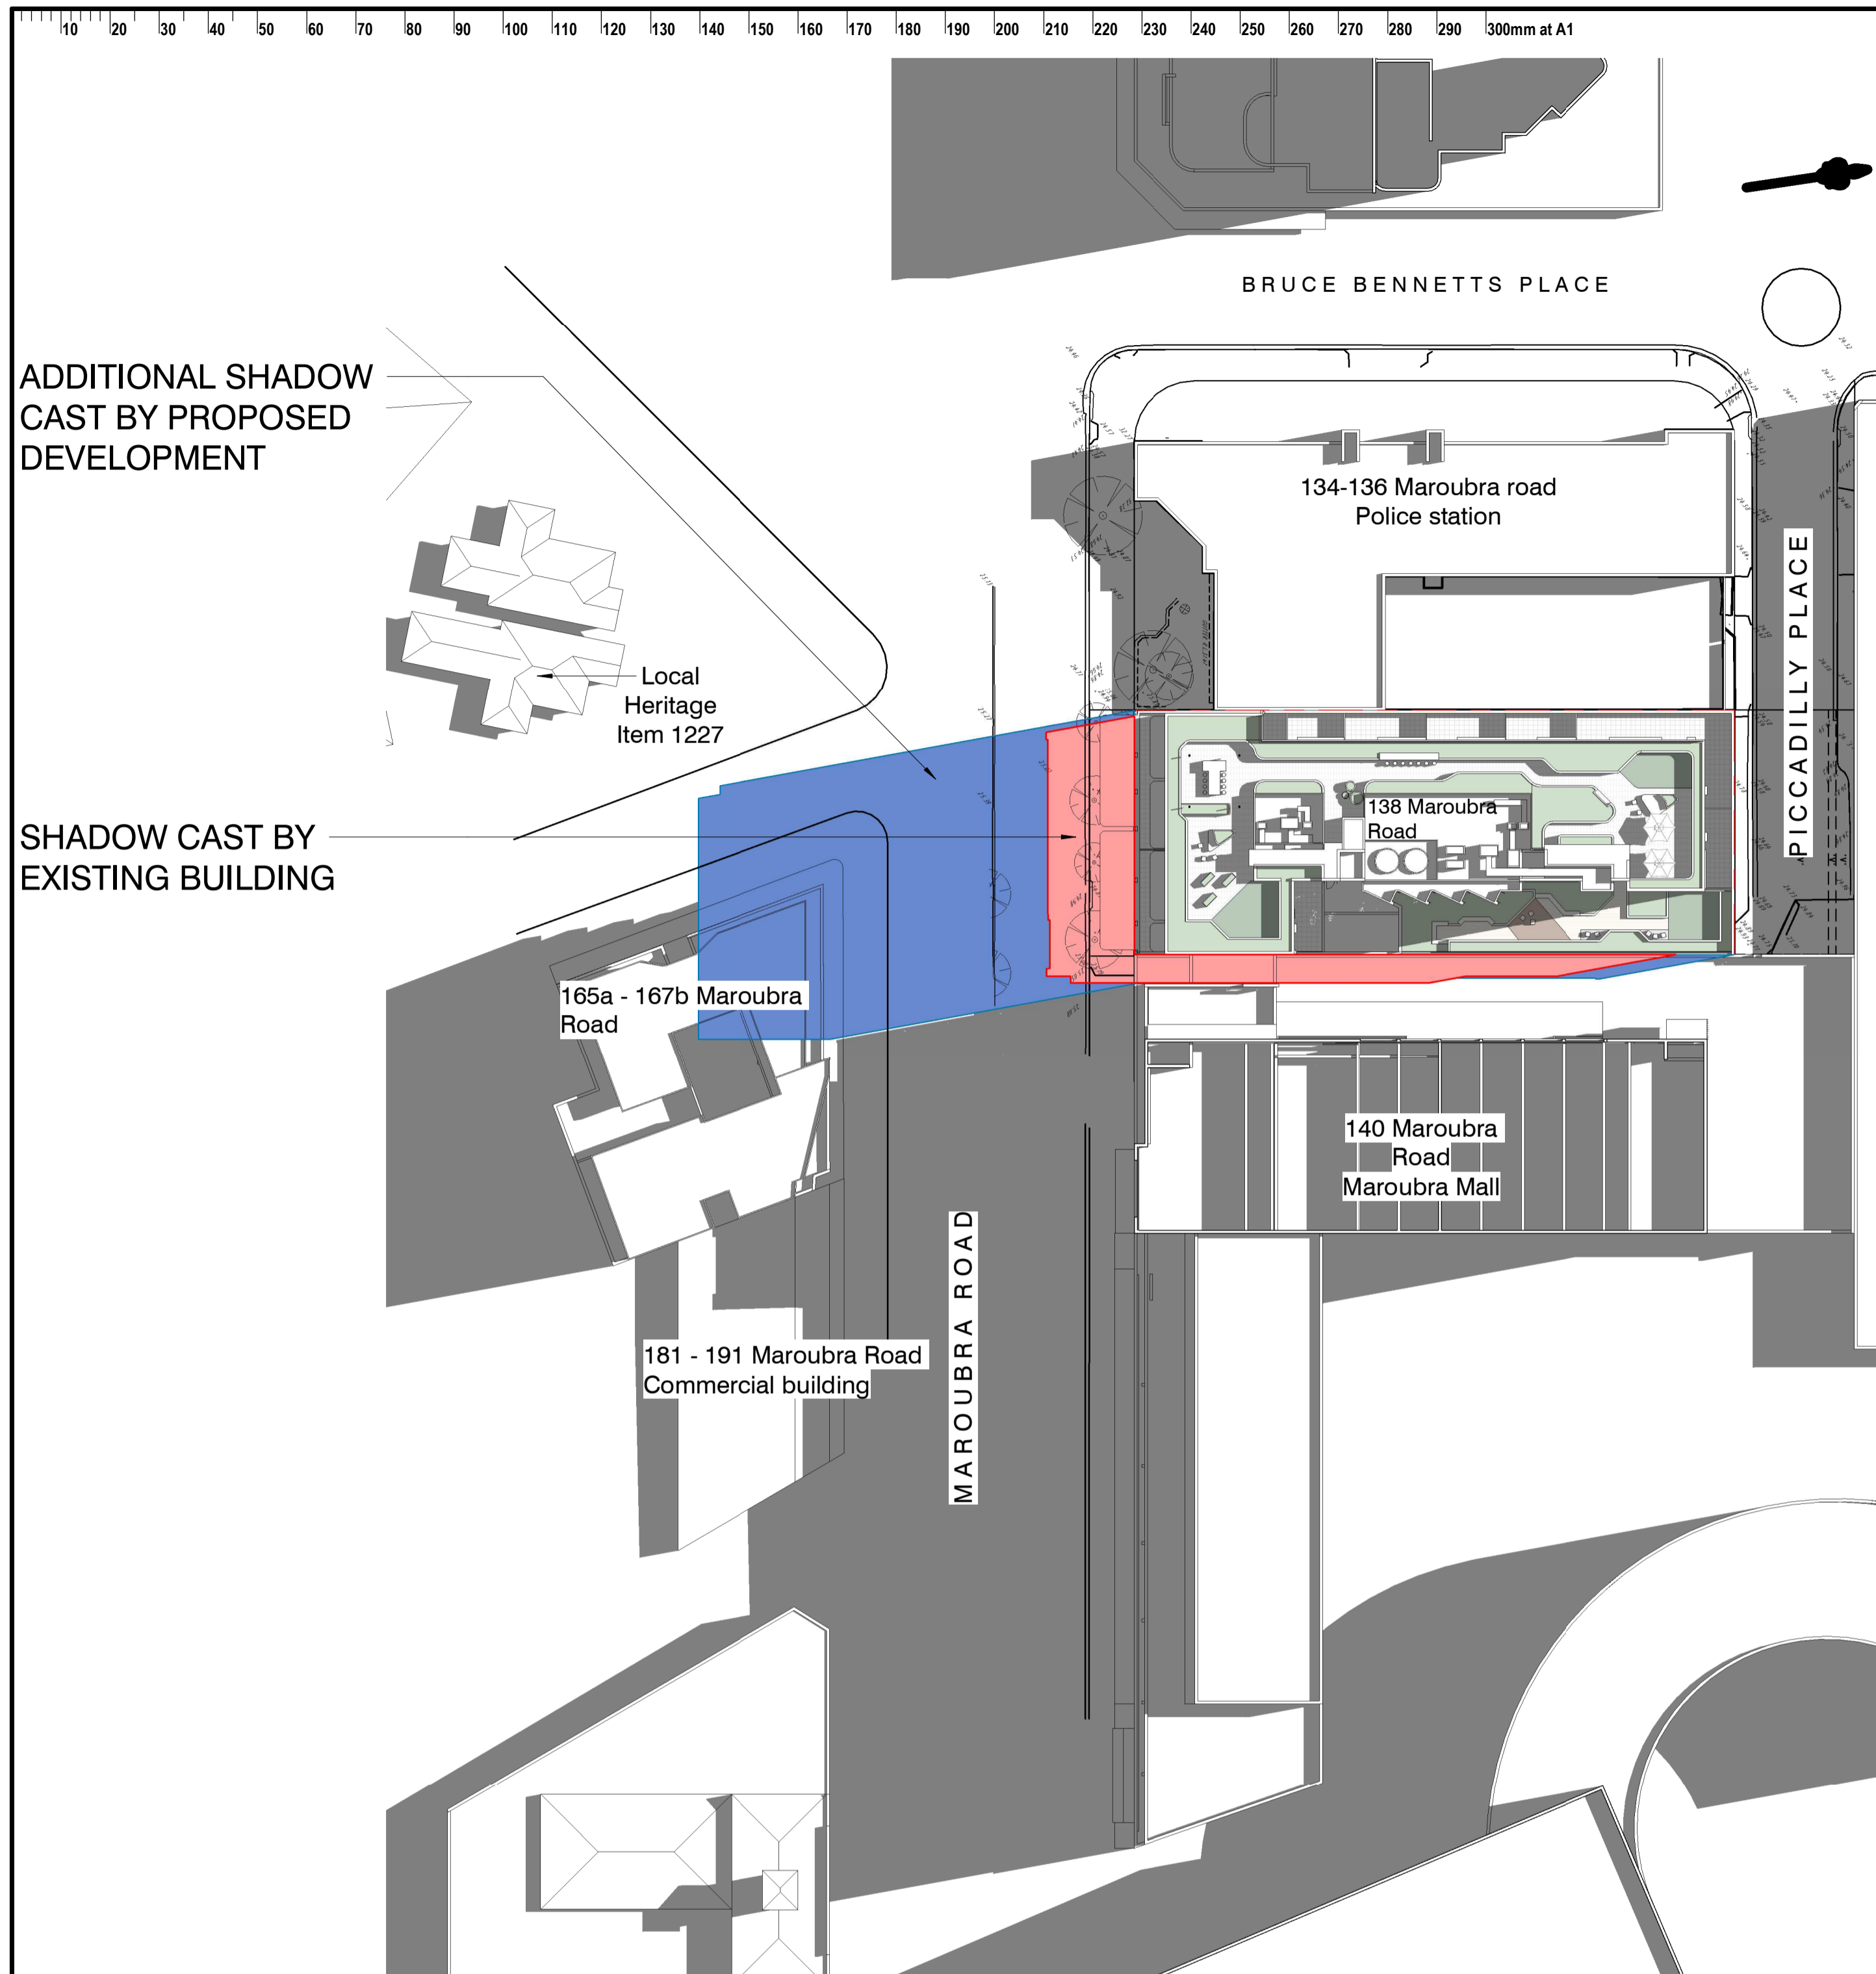 10 20 30 40 50 60 70 80 90 100 110 120 130 140 150 160 170 180 190 200 210 220 230 240 250 260 270 280 290 300mm at A1
BRUCE BENNETTS PLACE
ADDITIONAL SHADOW
CAST BY PROPOSED
DEVELOPMENT
134-136 Maroubra road
Police station
PICCADILLY PLACE
Local
Heritage
Item 1227
138 Maroubra
Road
SHADOW CAST BY
EXISTING BUILDING
165a - 167b Maroubra
Road
140 Maroubra
Road
Maroubra Mall
MAROUBRA ROAD
181 - 191 Maroubra Road
Commercial building